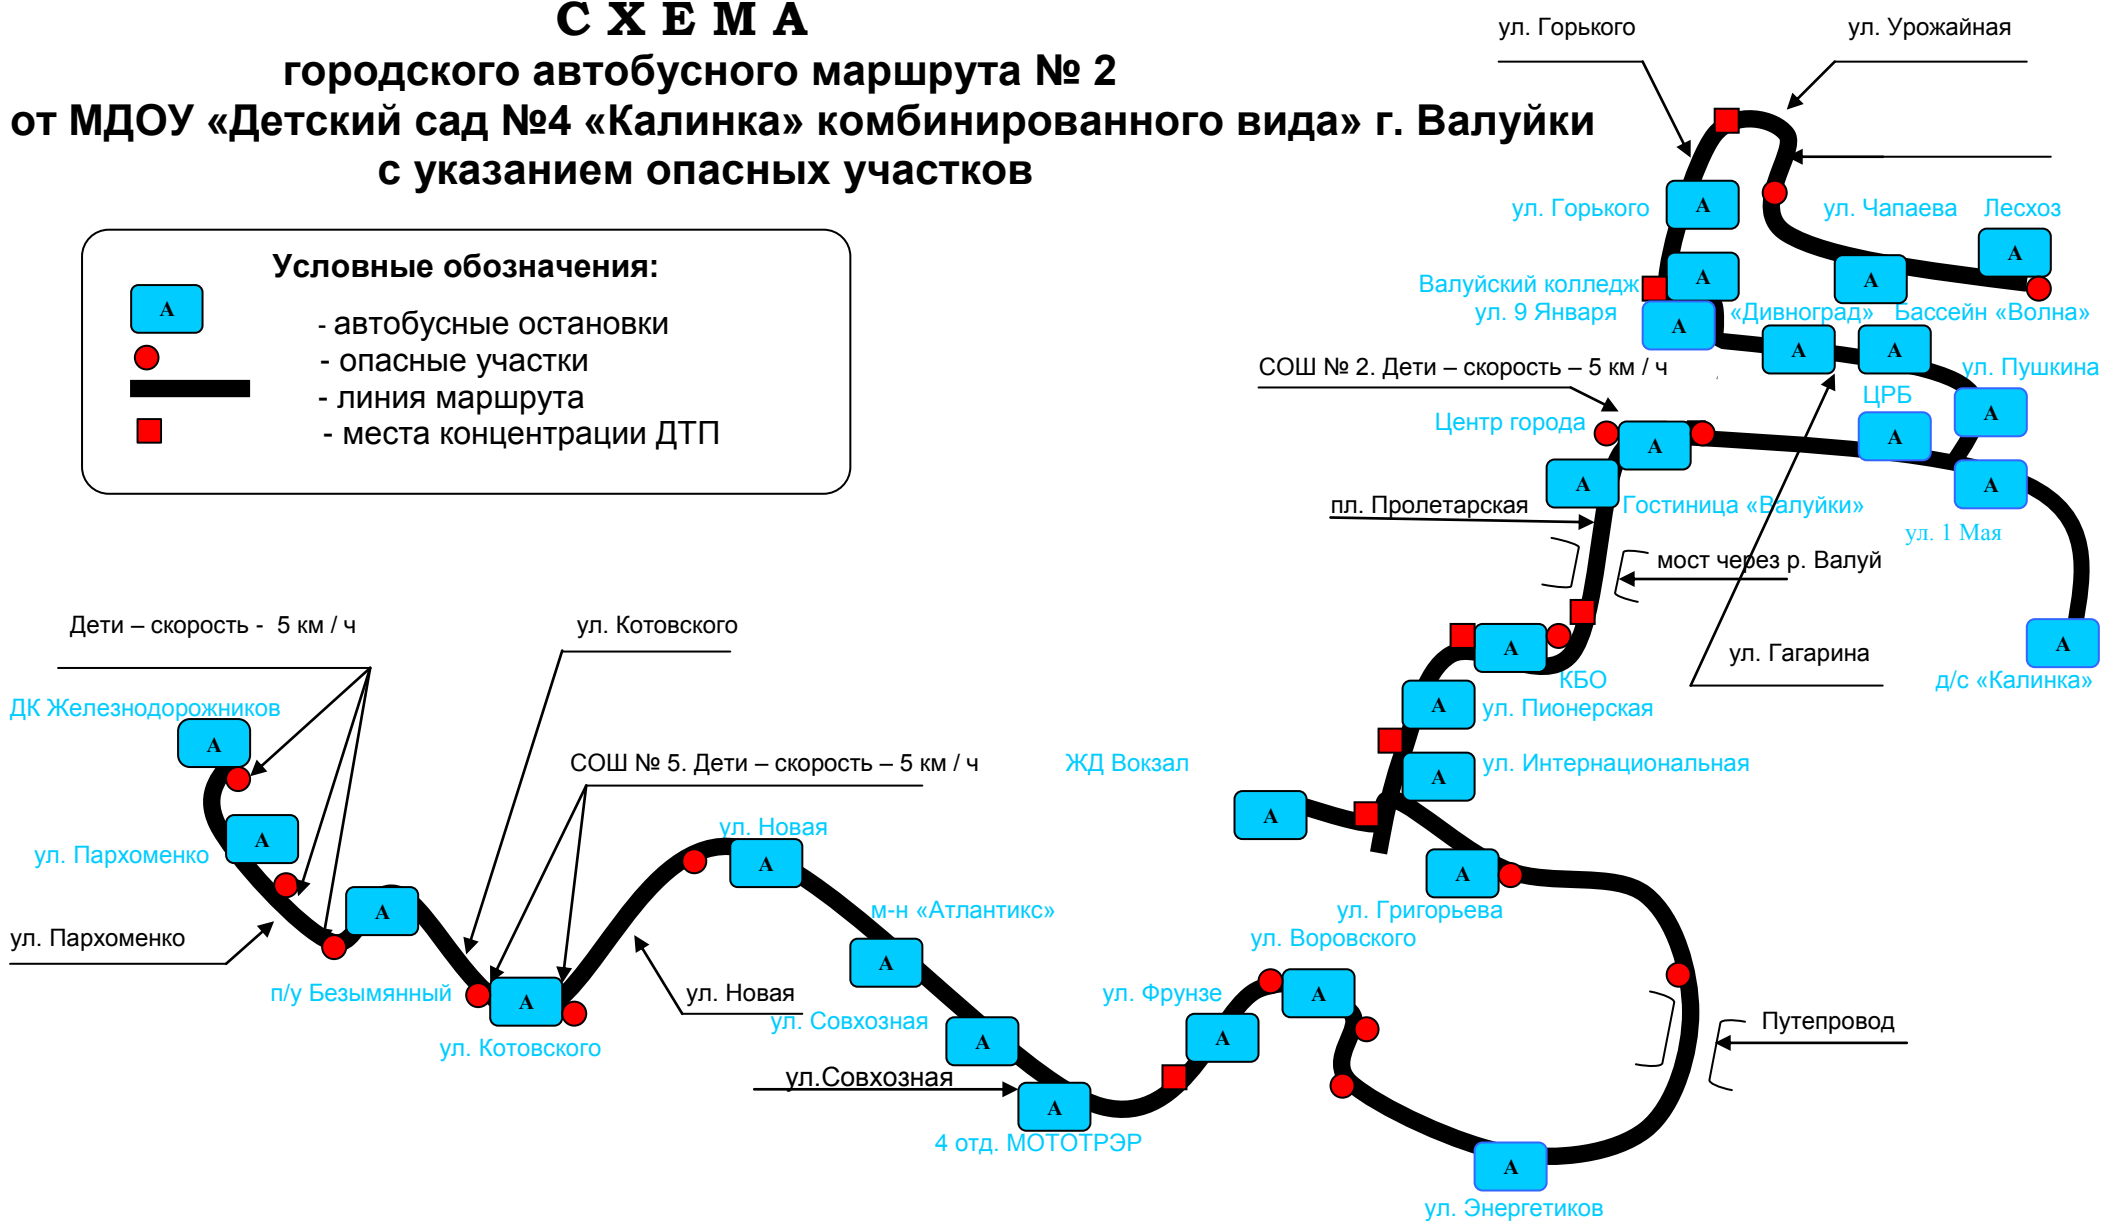 С Х Е М А
городского автобусного маршрута № 2
от МДОУ «Детский сад №4 «Калинка» комбинированного вида» г. Валуйки
с указанием опасных участков
Условные обозначения:
А
- автобусные остановки
- опасные участки
- линия маршрута
- места концентрации ДТП
ул. Горького
ул. Урожайная
ул. Горького
А
ул. Чапаева
Лесхоз
А
Валуйский колледж
А
А
ул. 9 Января
А
«Дивноград»
Бассейн «Волна»
А
А
СОШ № 2. Дети – скорость – 5 км / ч
ул. Пушкина
ЦРБ
А
Центр города
А
А
А
А
пл. Пролетарская
Гостиница «Валуйки»
ул. 1 Мая
мост через р. Валуй
Дети – скорость - 5 км / ч
ул. Котовского
А
А
ул. Гагарина
КБО
д/с «Калинка»
ДК Железнодорожников
А
А
ул. Пионерская
СОШ № 5. Дети – скорость – 5 км / ч
ЖД Вокзал
А
ул. Интернациональная
А
ул. Новая
А
ул. Пархоменко
А
А
ул. Григорьева
А
м-н «Атлантикс»
ул. Пархоменко
ул. Воровского
А
п/у Безымянный
А
ул. Новая
ул. Фрунзе
А
ул. Совхозная
Путепровод
ул. Котовского
А
А
ул.Совхозная
А
4 отд. МОТОТРЭР
А
ул. Энергетиков